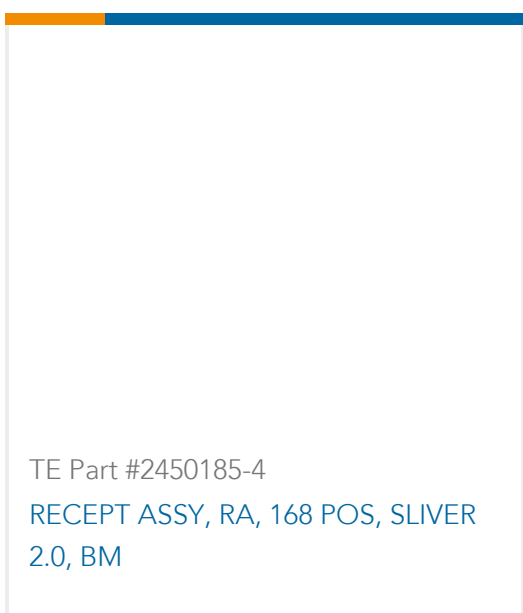 TE Part #2450185-4
RECEPT ASSY, RA, 168 POS, SLIVER
2.0, BM